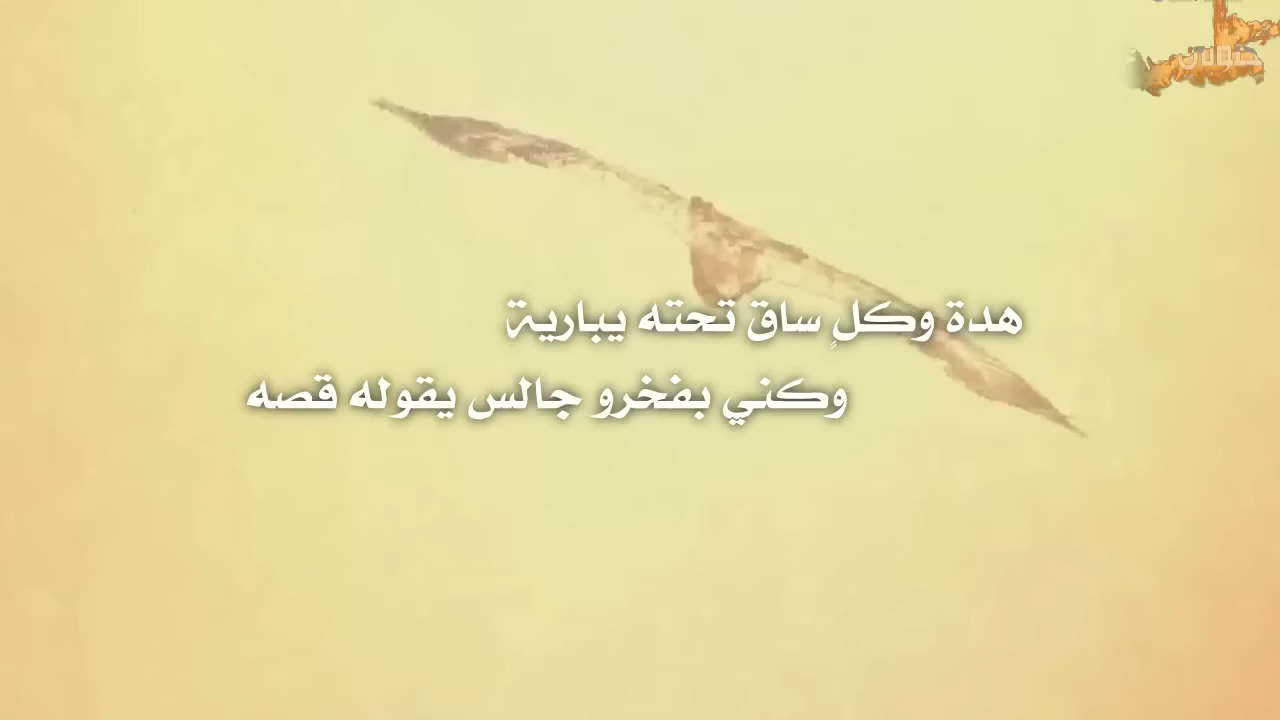 هدة وكلٍ ساق تحته يبارية
وكني بفخرو جالس يقوله قصه